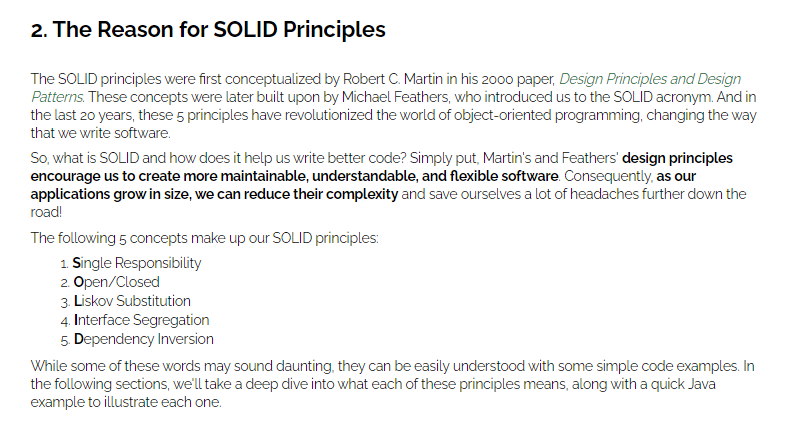 2. The Reason for SOLID Principles
The SOLID principles were first conceptualized by Robert C. Martin in his 2000 paper, Design Principles and Design
Patterns. These concepts were later built upon by Michael Feathers, who introduced us to the SOLID acronym. And in
the last 20 years, these 5 principles have revolutionized the world of object-oriented programming, changing the way
that we write software.
So, what is SOLID and how does it help us write better code? Simply put, Martin's and Feathers' design principles
encourage us to create more maintainable, understandable, and flexible software. Consequently, as our
applications grow in size, we can reduce their complexity and save ourselves a lot of headaches further down the
road!
The following 5 concepts make up our SOLID principles:
1. Single Responsibility
2. Open/Closed
3. Liskov Substitution
4. Interface Segregation
5. Dependency Inversion
While some of these words may sound daunting, they can be easily understood with some simple code examples. In
the following sections, we'll take a deep dive into what each of these principles means, along with a quick Java
example to illustrate each one.